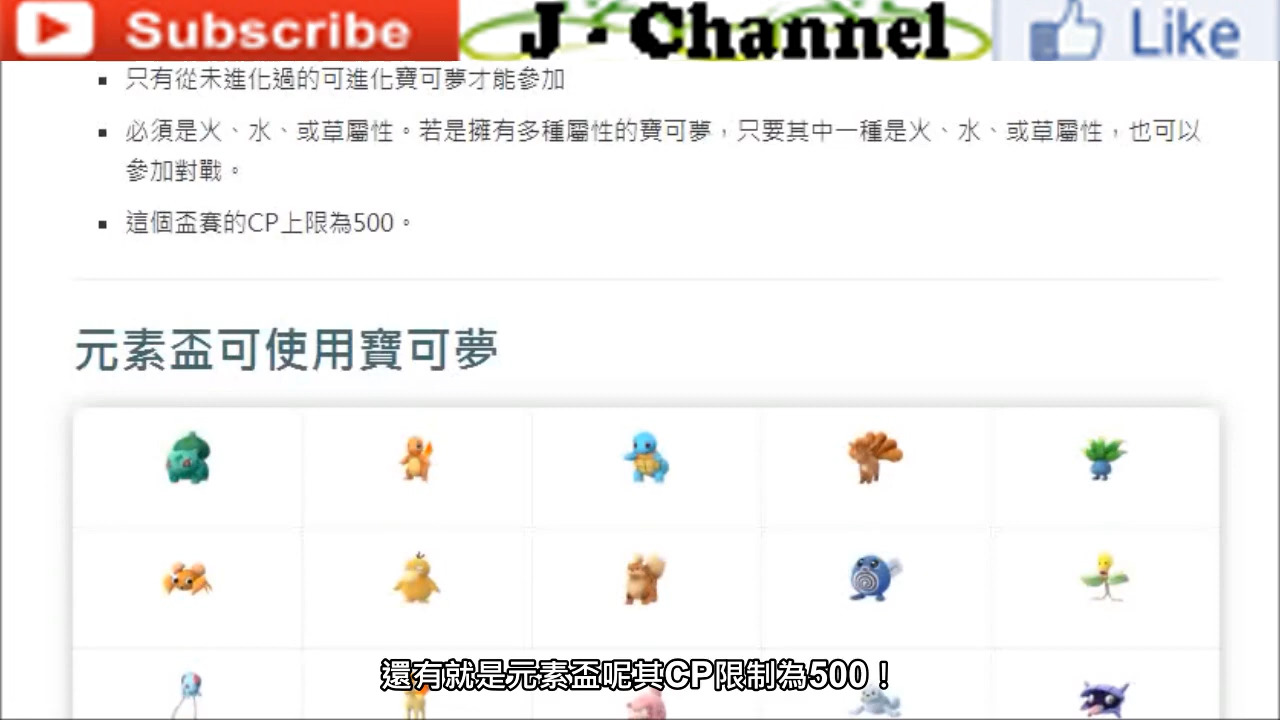 Subscribe
J - Channel
Like
只有從未進化過的可進化寶可夢才能參加
必須是火、水、或草屬性。若是擁有多種屬性的寶可夢，只要其中一種是火、水、或草屬性，也可以
參加對戰。
這個盃賽的CP上限為500。
元素盃可使用寶可夢
還有就是元素盃呢其CP限制為500！